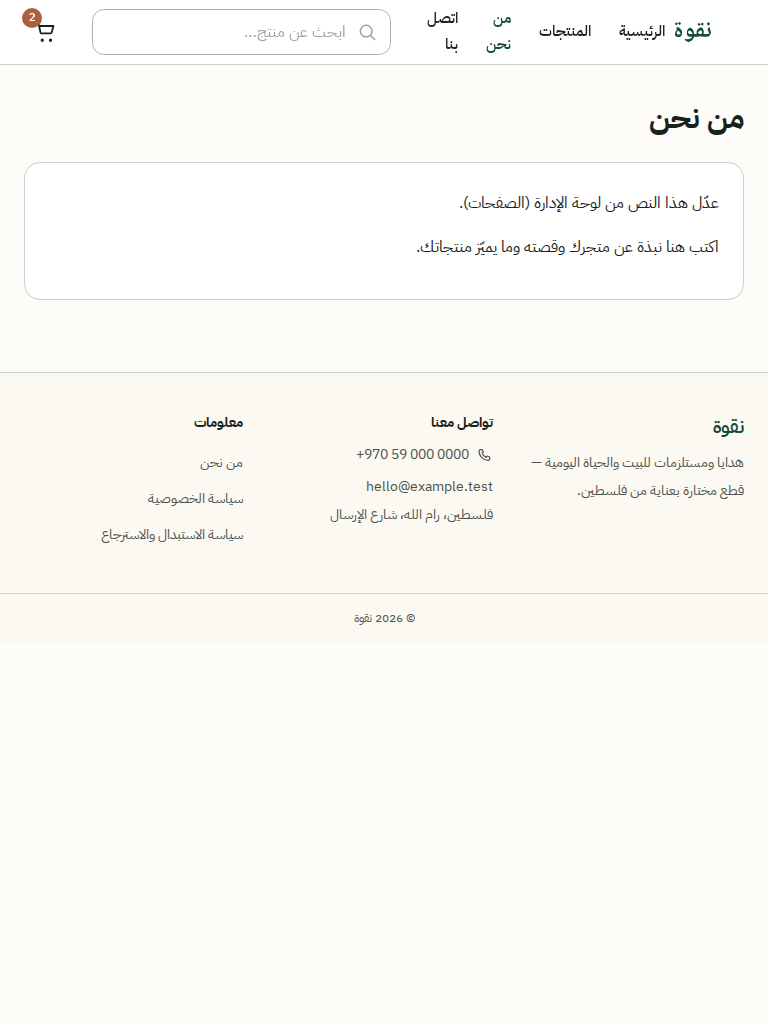 نقوة
الرئيسية
المنتجات
من نحن
اتصل بنا
ابحث عن منتج...
2
من نحن
عدّل هذا النص من لوحة الإدارة (الصفحات).
اكتب هنا نبذة عن متجرك وقصته وما يميّز منتجاتك.
نقوة
هدايا ومستلزمات للبيت والحياة اليومية —
قطع مختارة بعناية من فلسطين.
تواصل معنا
+970 59 000 0000
hello@example.test
فلسطين، رام الله، شارع الإرسال
معلومات
من نحن
سياسة الخصوصية
سياسة الاستبدال والاسترجاع
© 2026 نقوة